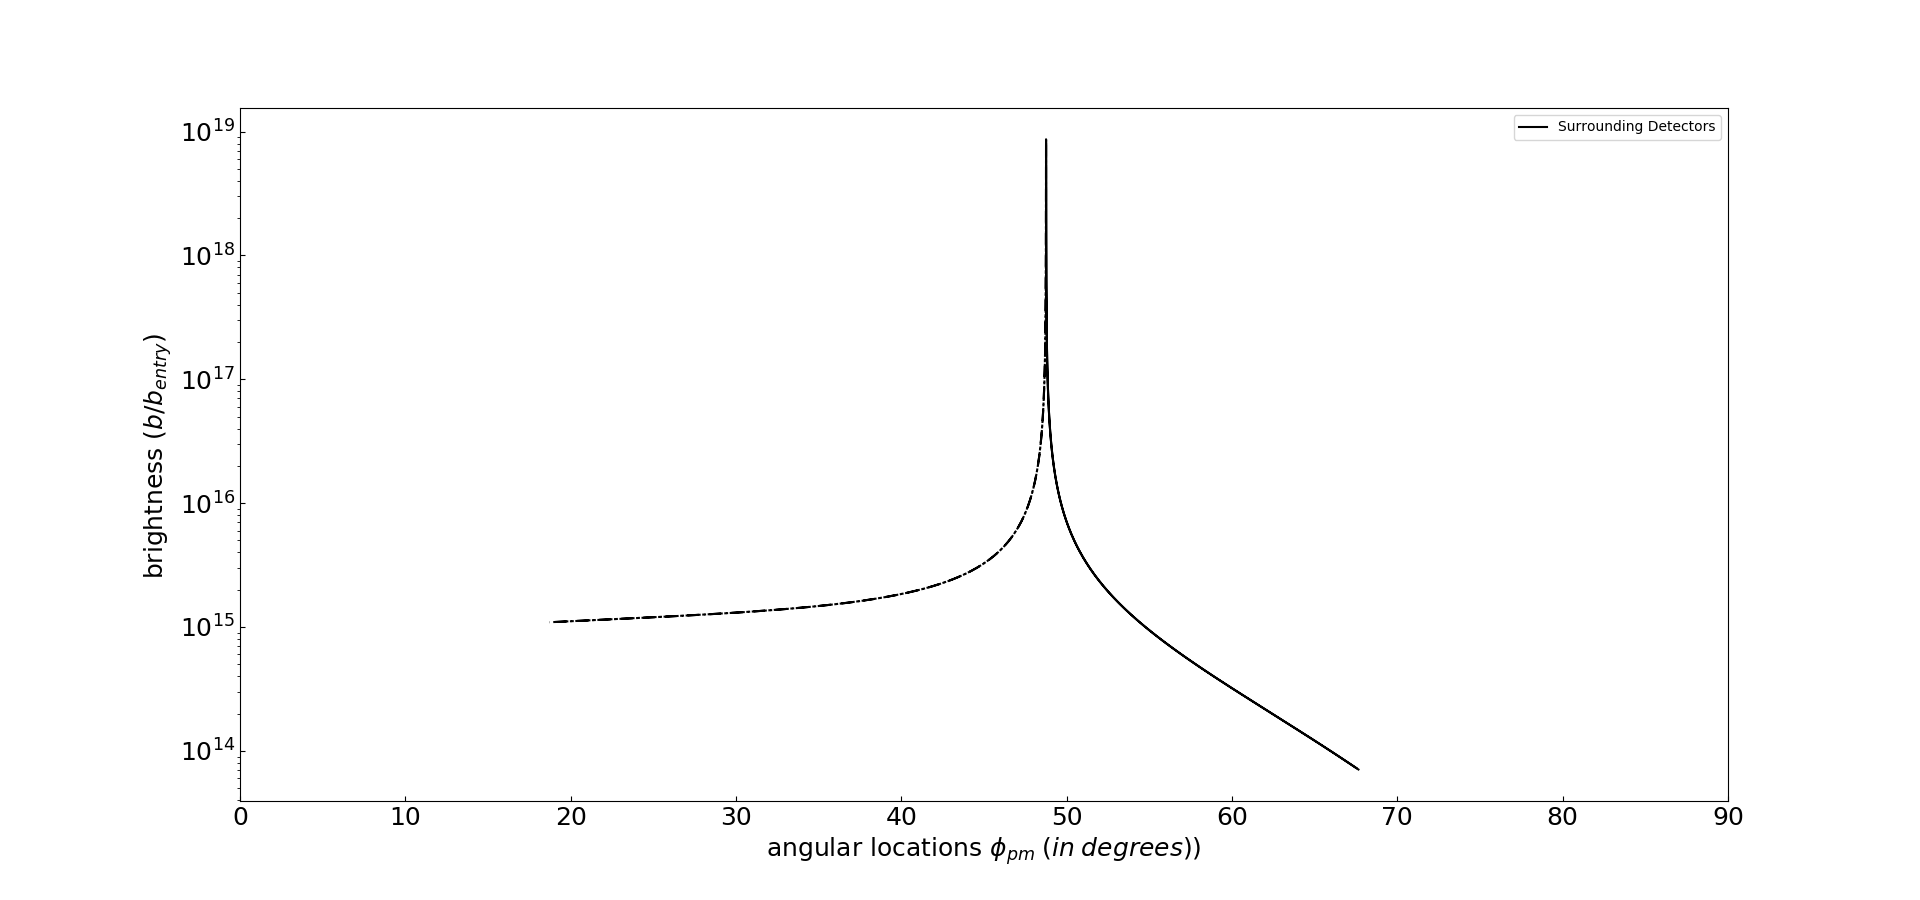 Surrounding Detectors
10^19
10^18
10^17
10^16
10^15
10^14
brightness (b/b_entry)
0 10 20 30 40 50 60 70 80 90
angular locations ϕ_pm (in degrees))